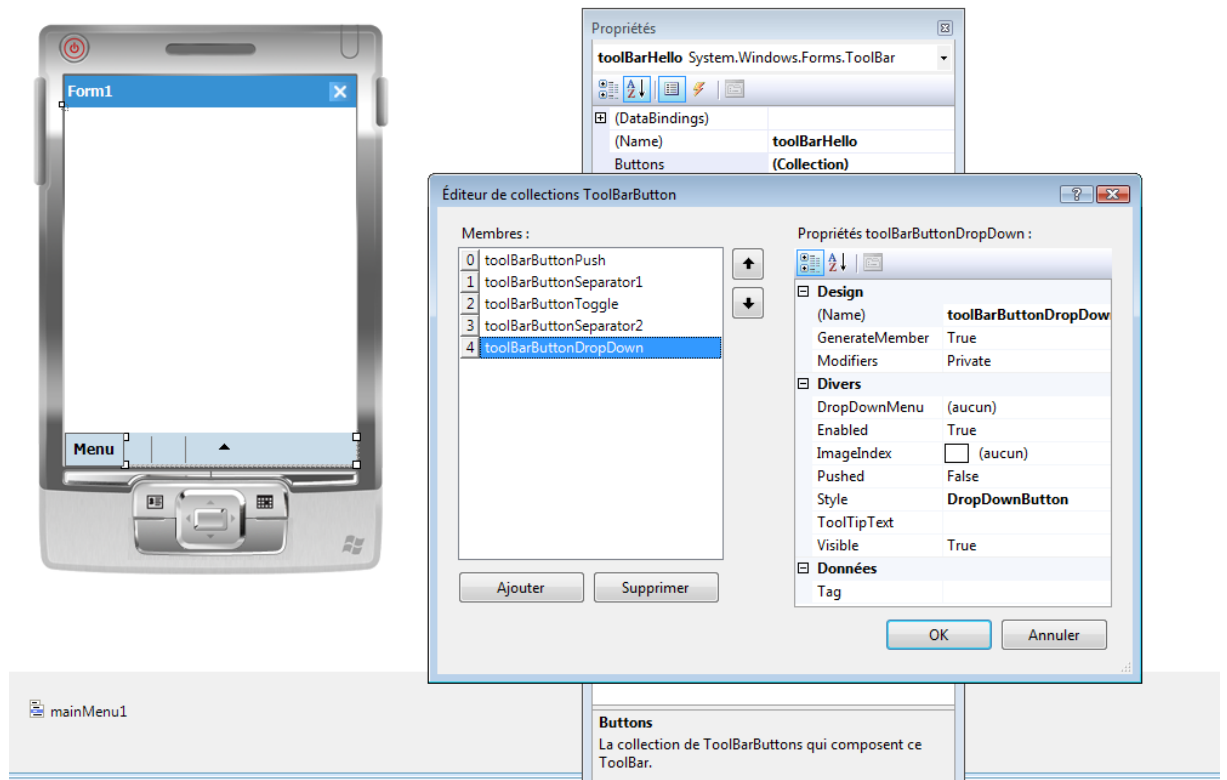 Form1
Menu
mainMenu1
Propriétés
toolBarHello System.Windows.Forms.ToolBar
(DataBindings)
(Name) toolBarHello
Buttons (Collection)
Éditeur de collections ToolBarButton
Membres :
0 toolBarButtonPush
1 toolBarButtonSeparator1
2 toolBarButtonToggle
3 toolBarButtonSeparator2
4 toolBarButtonDropDown
Ajouter Supprimer
Propriétés toolBarButtonDropDown :
Design
(Name) toolBarButtonDropDow
GenerateMember True
Modifiers Private
Divers
DropDownMenu (aucun)
Enabled True
ImageIndex (aucun)
Pushed False
Style DropDownButton
ToolTipText
Visible True
Données
Tag
OK Annuler
Buttons
La collection de ToolBarButtons qui composent ce
ToolBar.